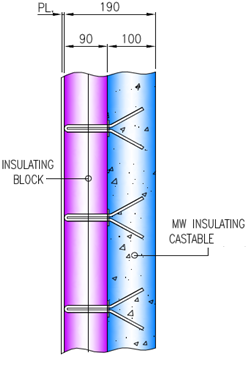 PL. 190
90 100
INSULATING
BLOCK
MW INSULATING
CASTABLE